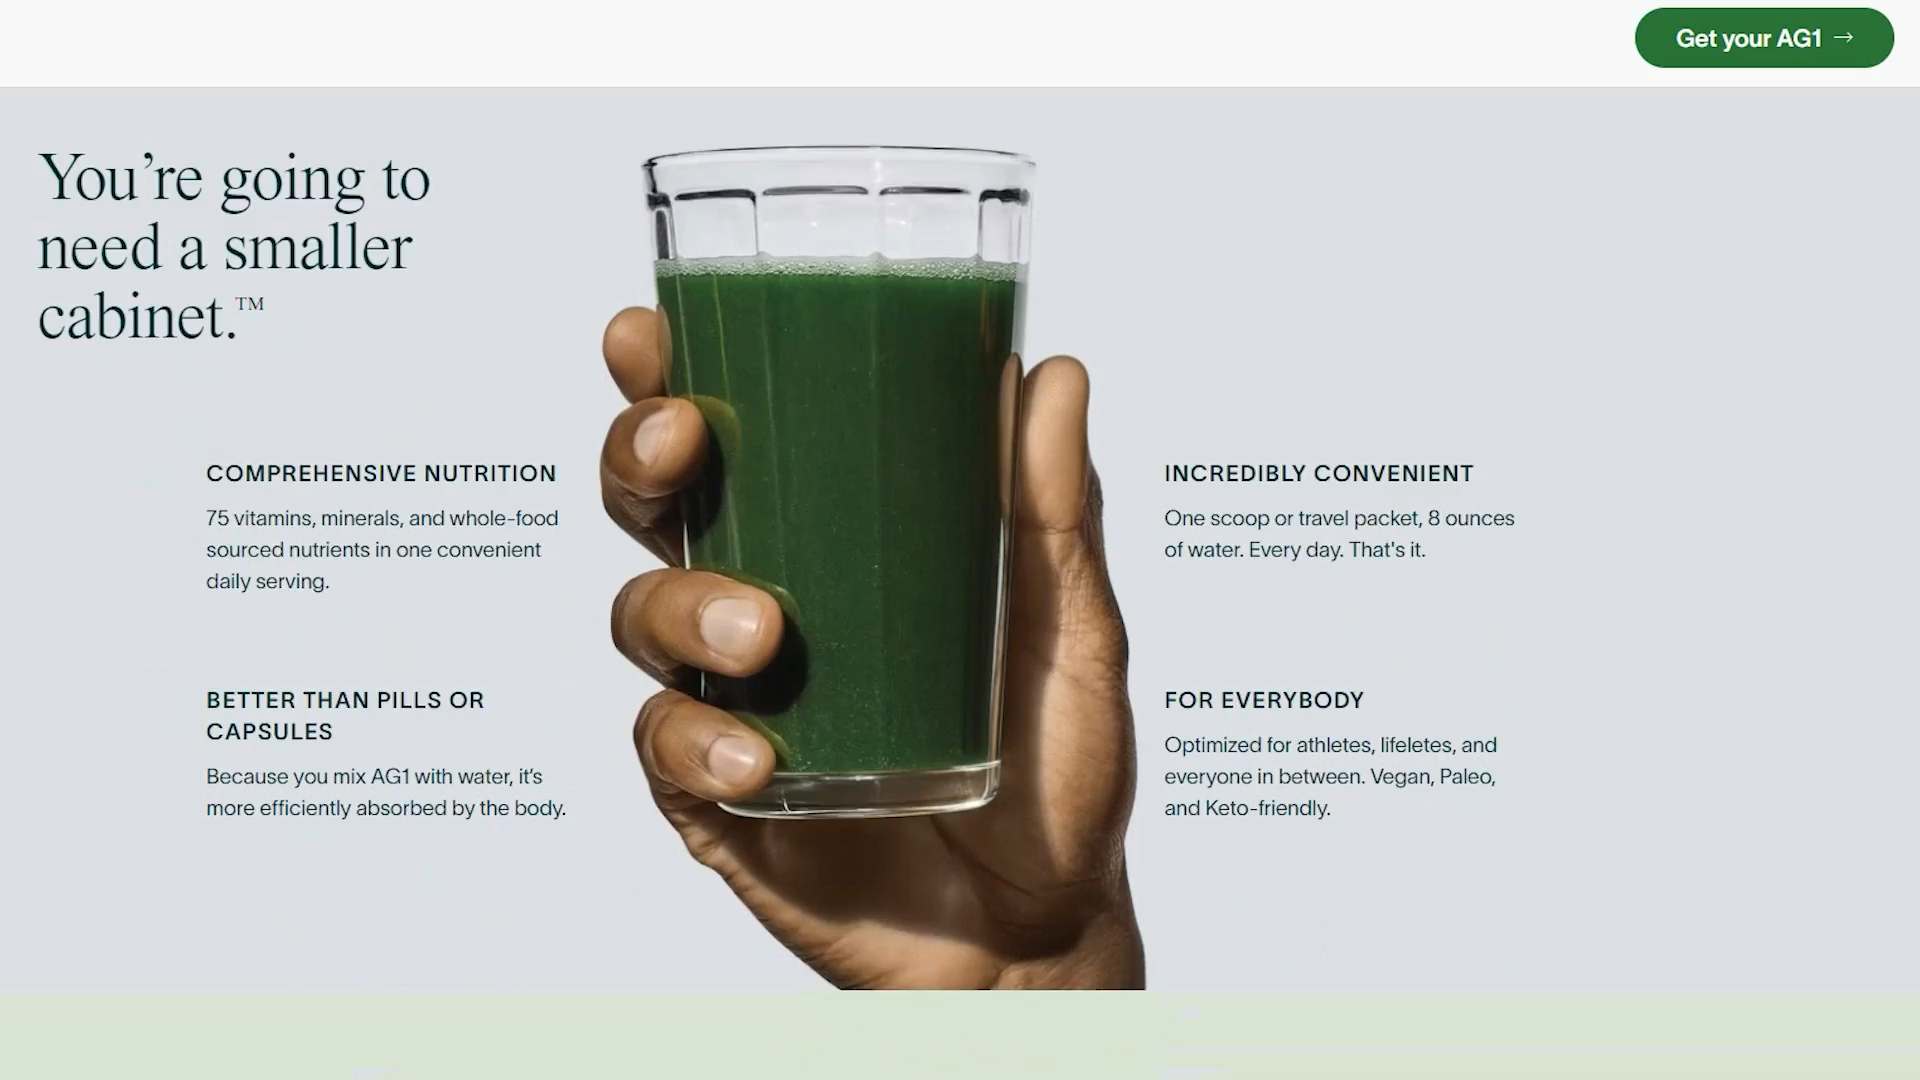 Get your AG1 →
You’re going to
need a smaller
cabinet.™
COMPREHENSIVE NUTRITION
75 vitamins, minerals, and whole-food
sourced nutrients in one convenient
daily serving.
BETTER THAN PILLS OR
CAPSULES
Because you mix AG1 with water, it’s
more efficiently absorbed by the body.
INCREDIBLY CONVENIENT
One scoop or travel packet, 8 ounces
of water. Every day. That's it.
FOR EVERYBODY
Optimized for athletes, lifeletes, and
everyone in between. Vegan, Paleo,
and Keto-friendly.